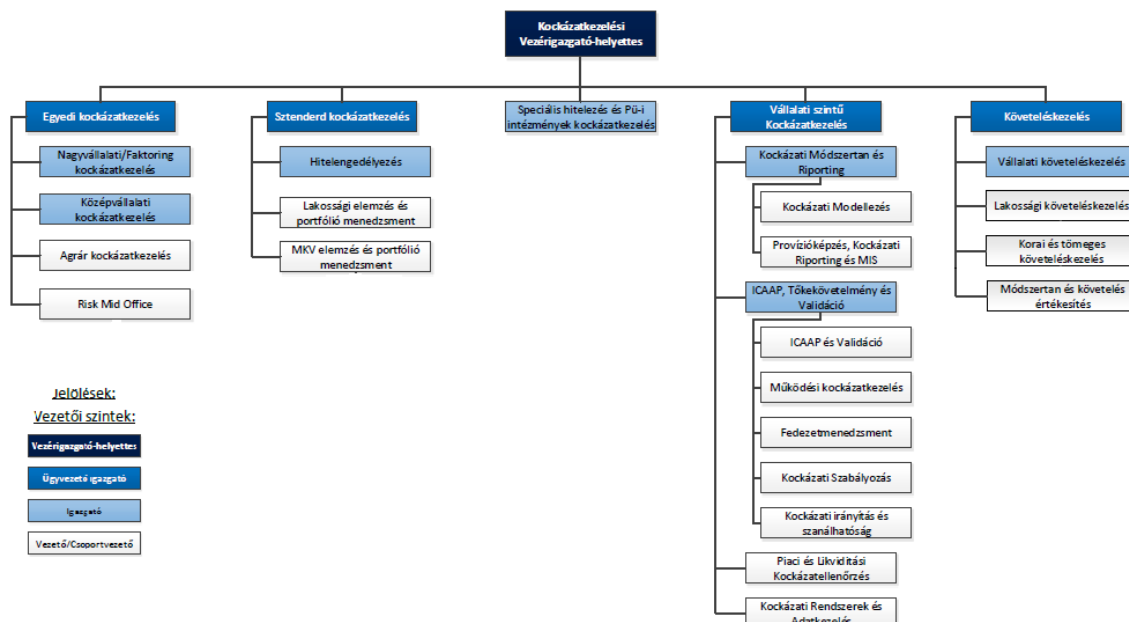 Kockázatkezelési
Vezérigazgató-helyettes
Egyedi kockázatkezelés
Nagyvállalati/Faktoring
kockázatkezelés
Középvállalati
kockázatkezelés
Agrár kockázatkezelés
Risk Mid Office
Sztenderd kockázatkezelés
Hitelengedélyezés
Lakossági elemzés és
portfólió menedzsment
MKV elemzés és portfólió
menedzsment
Speciális hitelezés és Pü-i
intézmények kockázatkezelés
Vállalati szintű
Kockázatkezelés
Kockázati Módszertan és
Riporting
Kockázati Modellezés
Provízióképzés, Kockázati
Riporting és MIS
ICAAP, Tőkekövetelmény és
Validáció
ICAAP és Validáció
Működési kockázatkezelés
Fedezetmenedzsment
Kockázati Szabályozás
Kockázati irányítás és
szanálhatóság
Piaci és Likviditási
Kockázatellenőrzés
Kockázati Rendszerek és
Adatkezelés
Követeléskezelés
Vállalati követeléskezelés
Lakossági követeléskezelés
Korai és tömeges
követeléskezelés
Módszertan és követelés
értékesítés
Jelölések:
Vezetői szintek:
Vezérigazgató-helyettes
Ügyvezető igazgató
Igazgató
Vezető/Csoportvezető